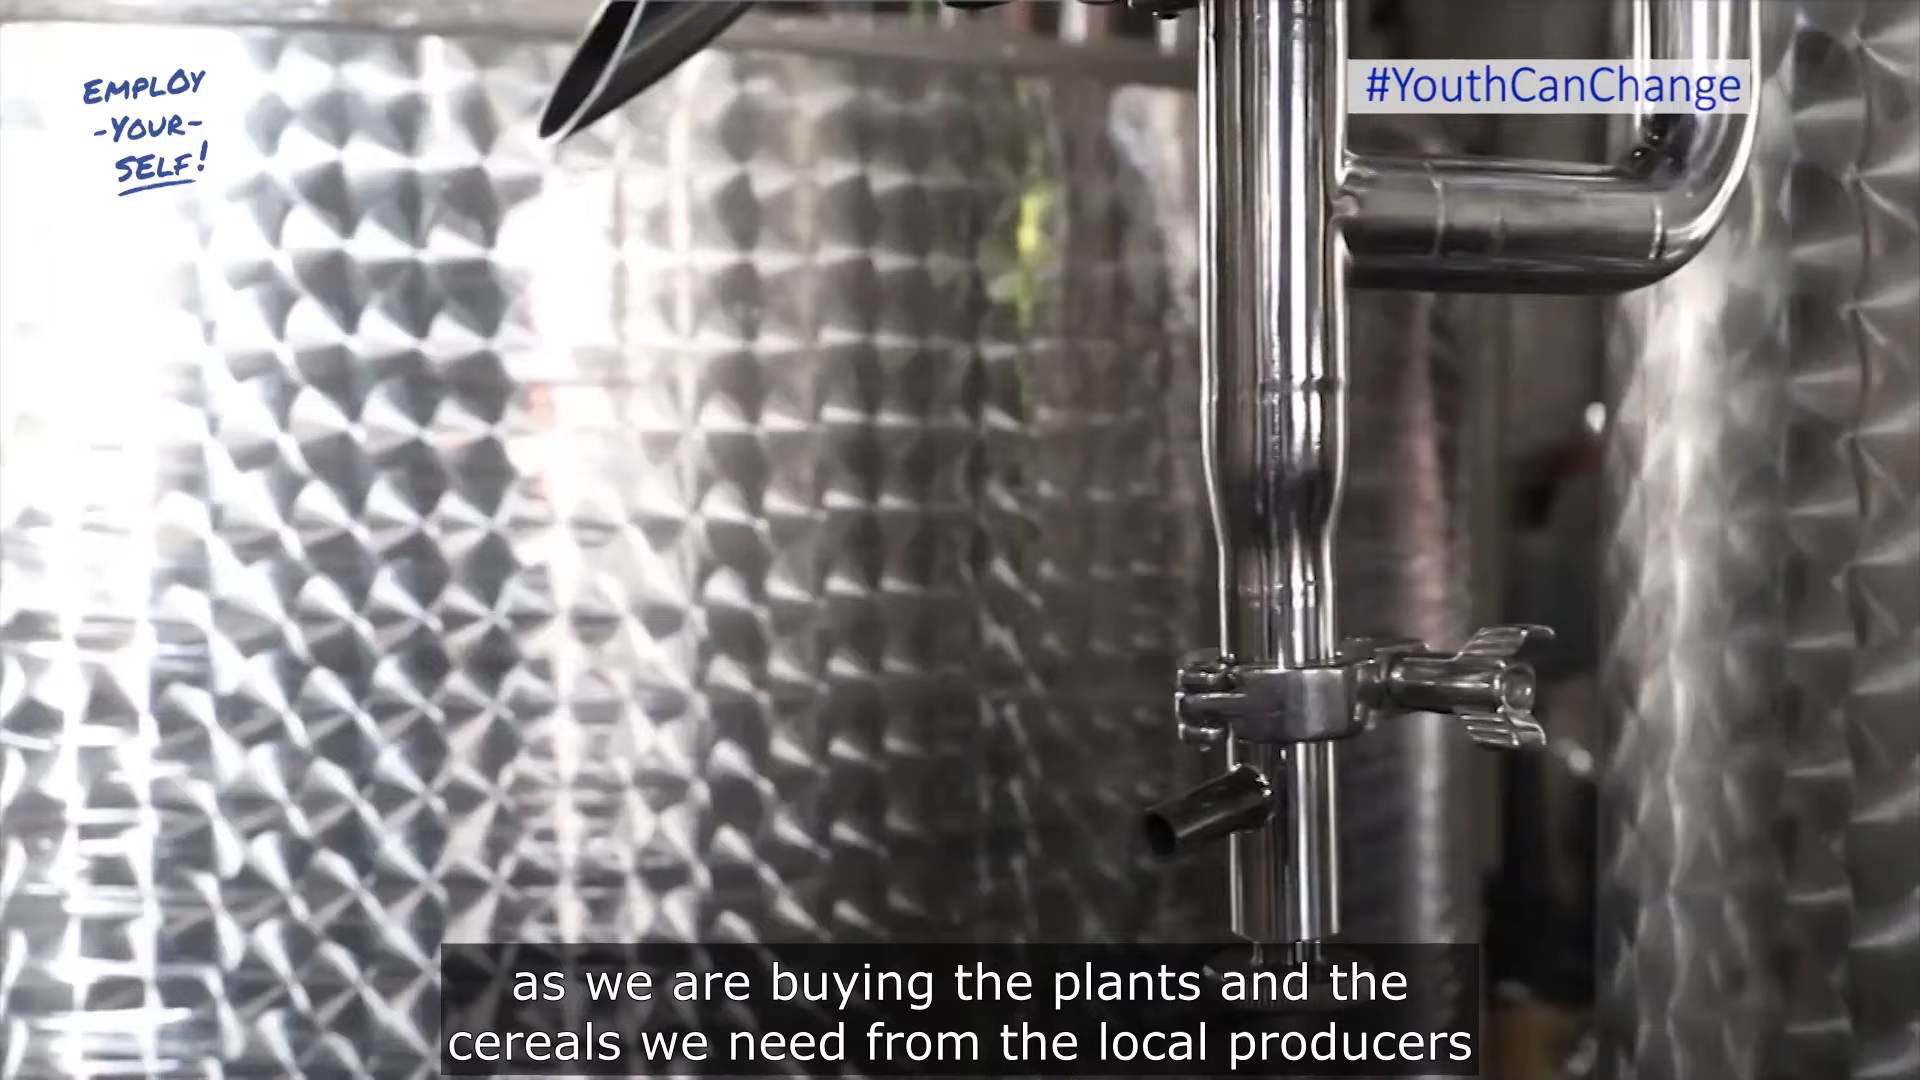 EMPLOY
-YOUR-
SELF!
#YouthCanChange
as we are buying the plants and the
cereals we need from the local producers